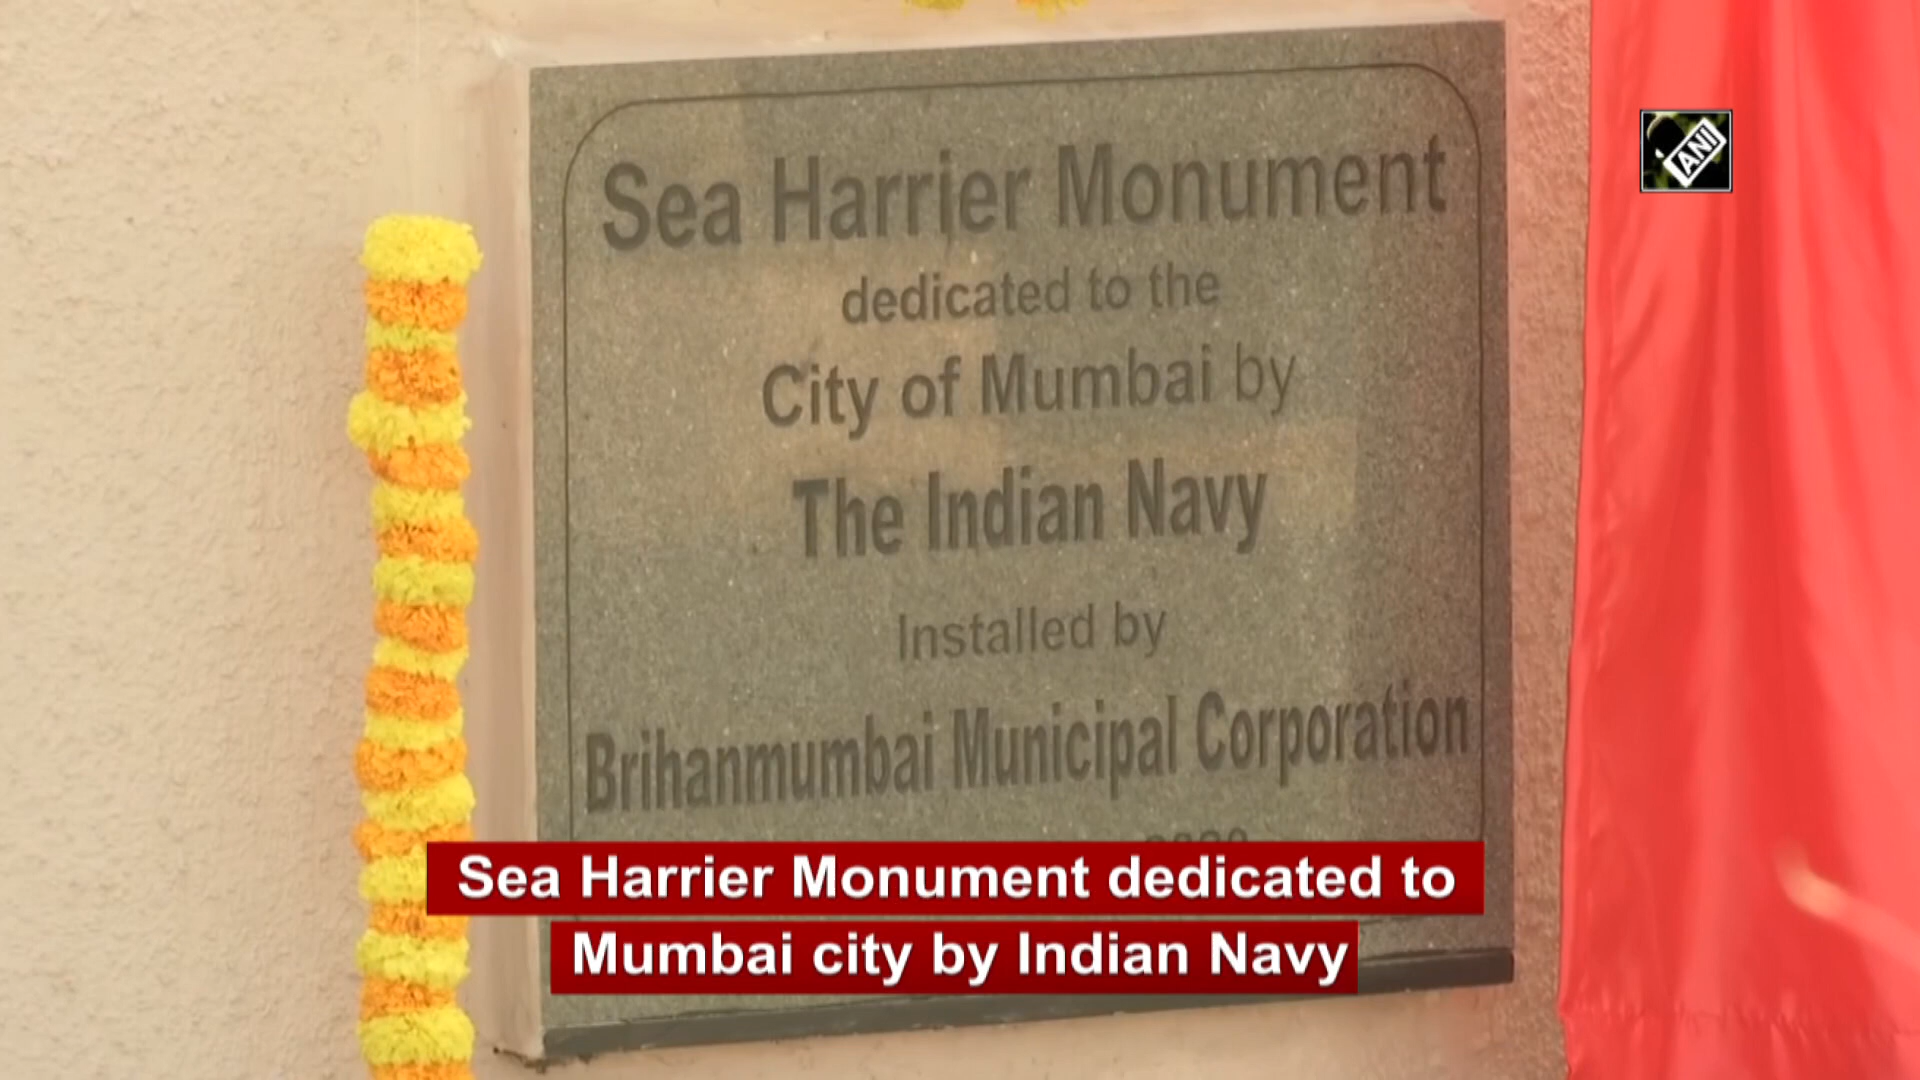 Sea Harrier Monument
dedicated to the
City of Mumbai by
The Indian Navy
Installed by
Brihanmumbai Municipal Corporation
Sea Harrier Monument dedicated to
Mumbai city by Indian Navy
ANI